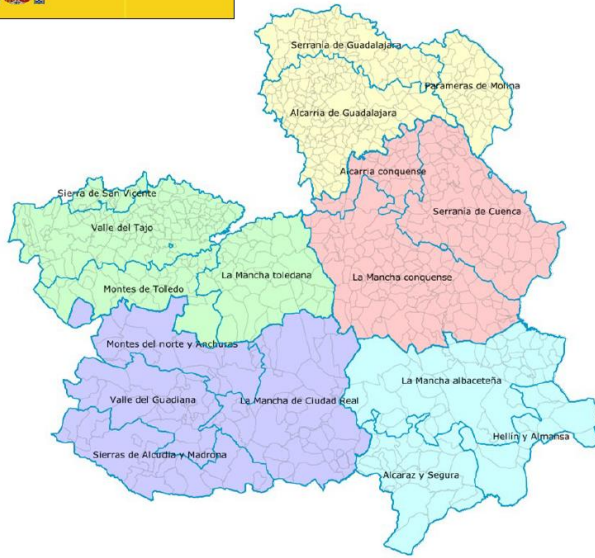 Serranía de Guadalajara
Parameras de Molina
Alcarria de Guadalajara
Alcarria conquense
Sierra de San Vicente
Serranía de Cuenca
Valle del Tajo
La Mancha toledana
La Mancha conquense
Montes de Toledo
Montes del norte y Anchuras
La Mancha albaceteña
Valle del Guadiana
La Mancha de Ciudad Real
Hellín y Almansa
Sierras de Alcudia y Madrona
Alcaraz y Segura